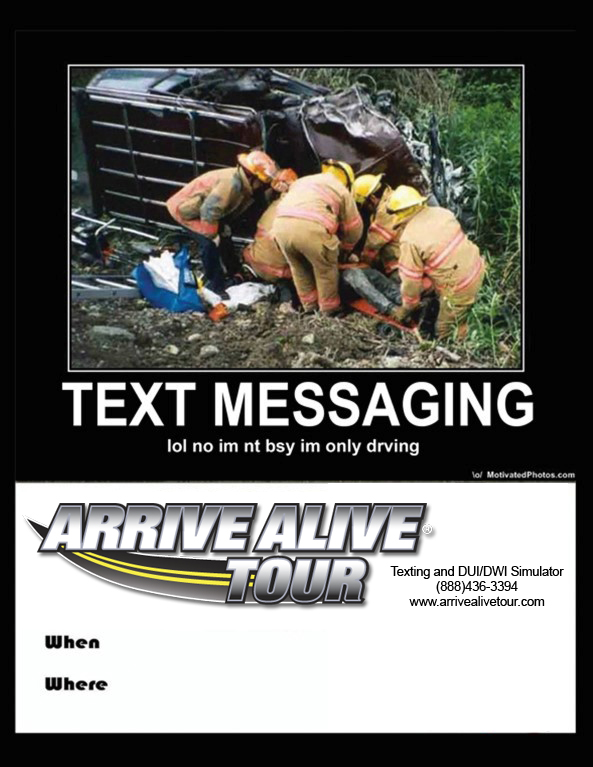 TEXT MESSAGING
lol no im nt bsy im only drving
\o/ MotivatedPhotos.com
ARRIVE ALIVE®
TOUR
Texting and DUI/DWI Simulator
(888)436-3394
www.arrivealivetour.com
When
Where